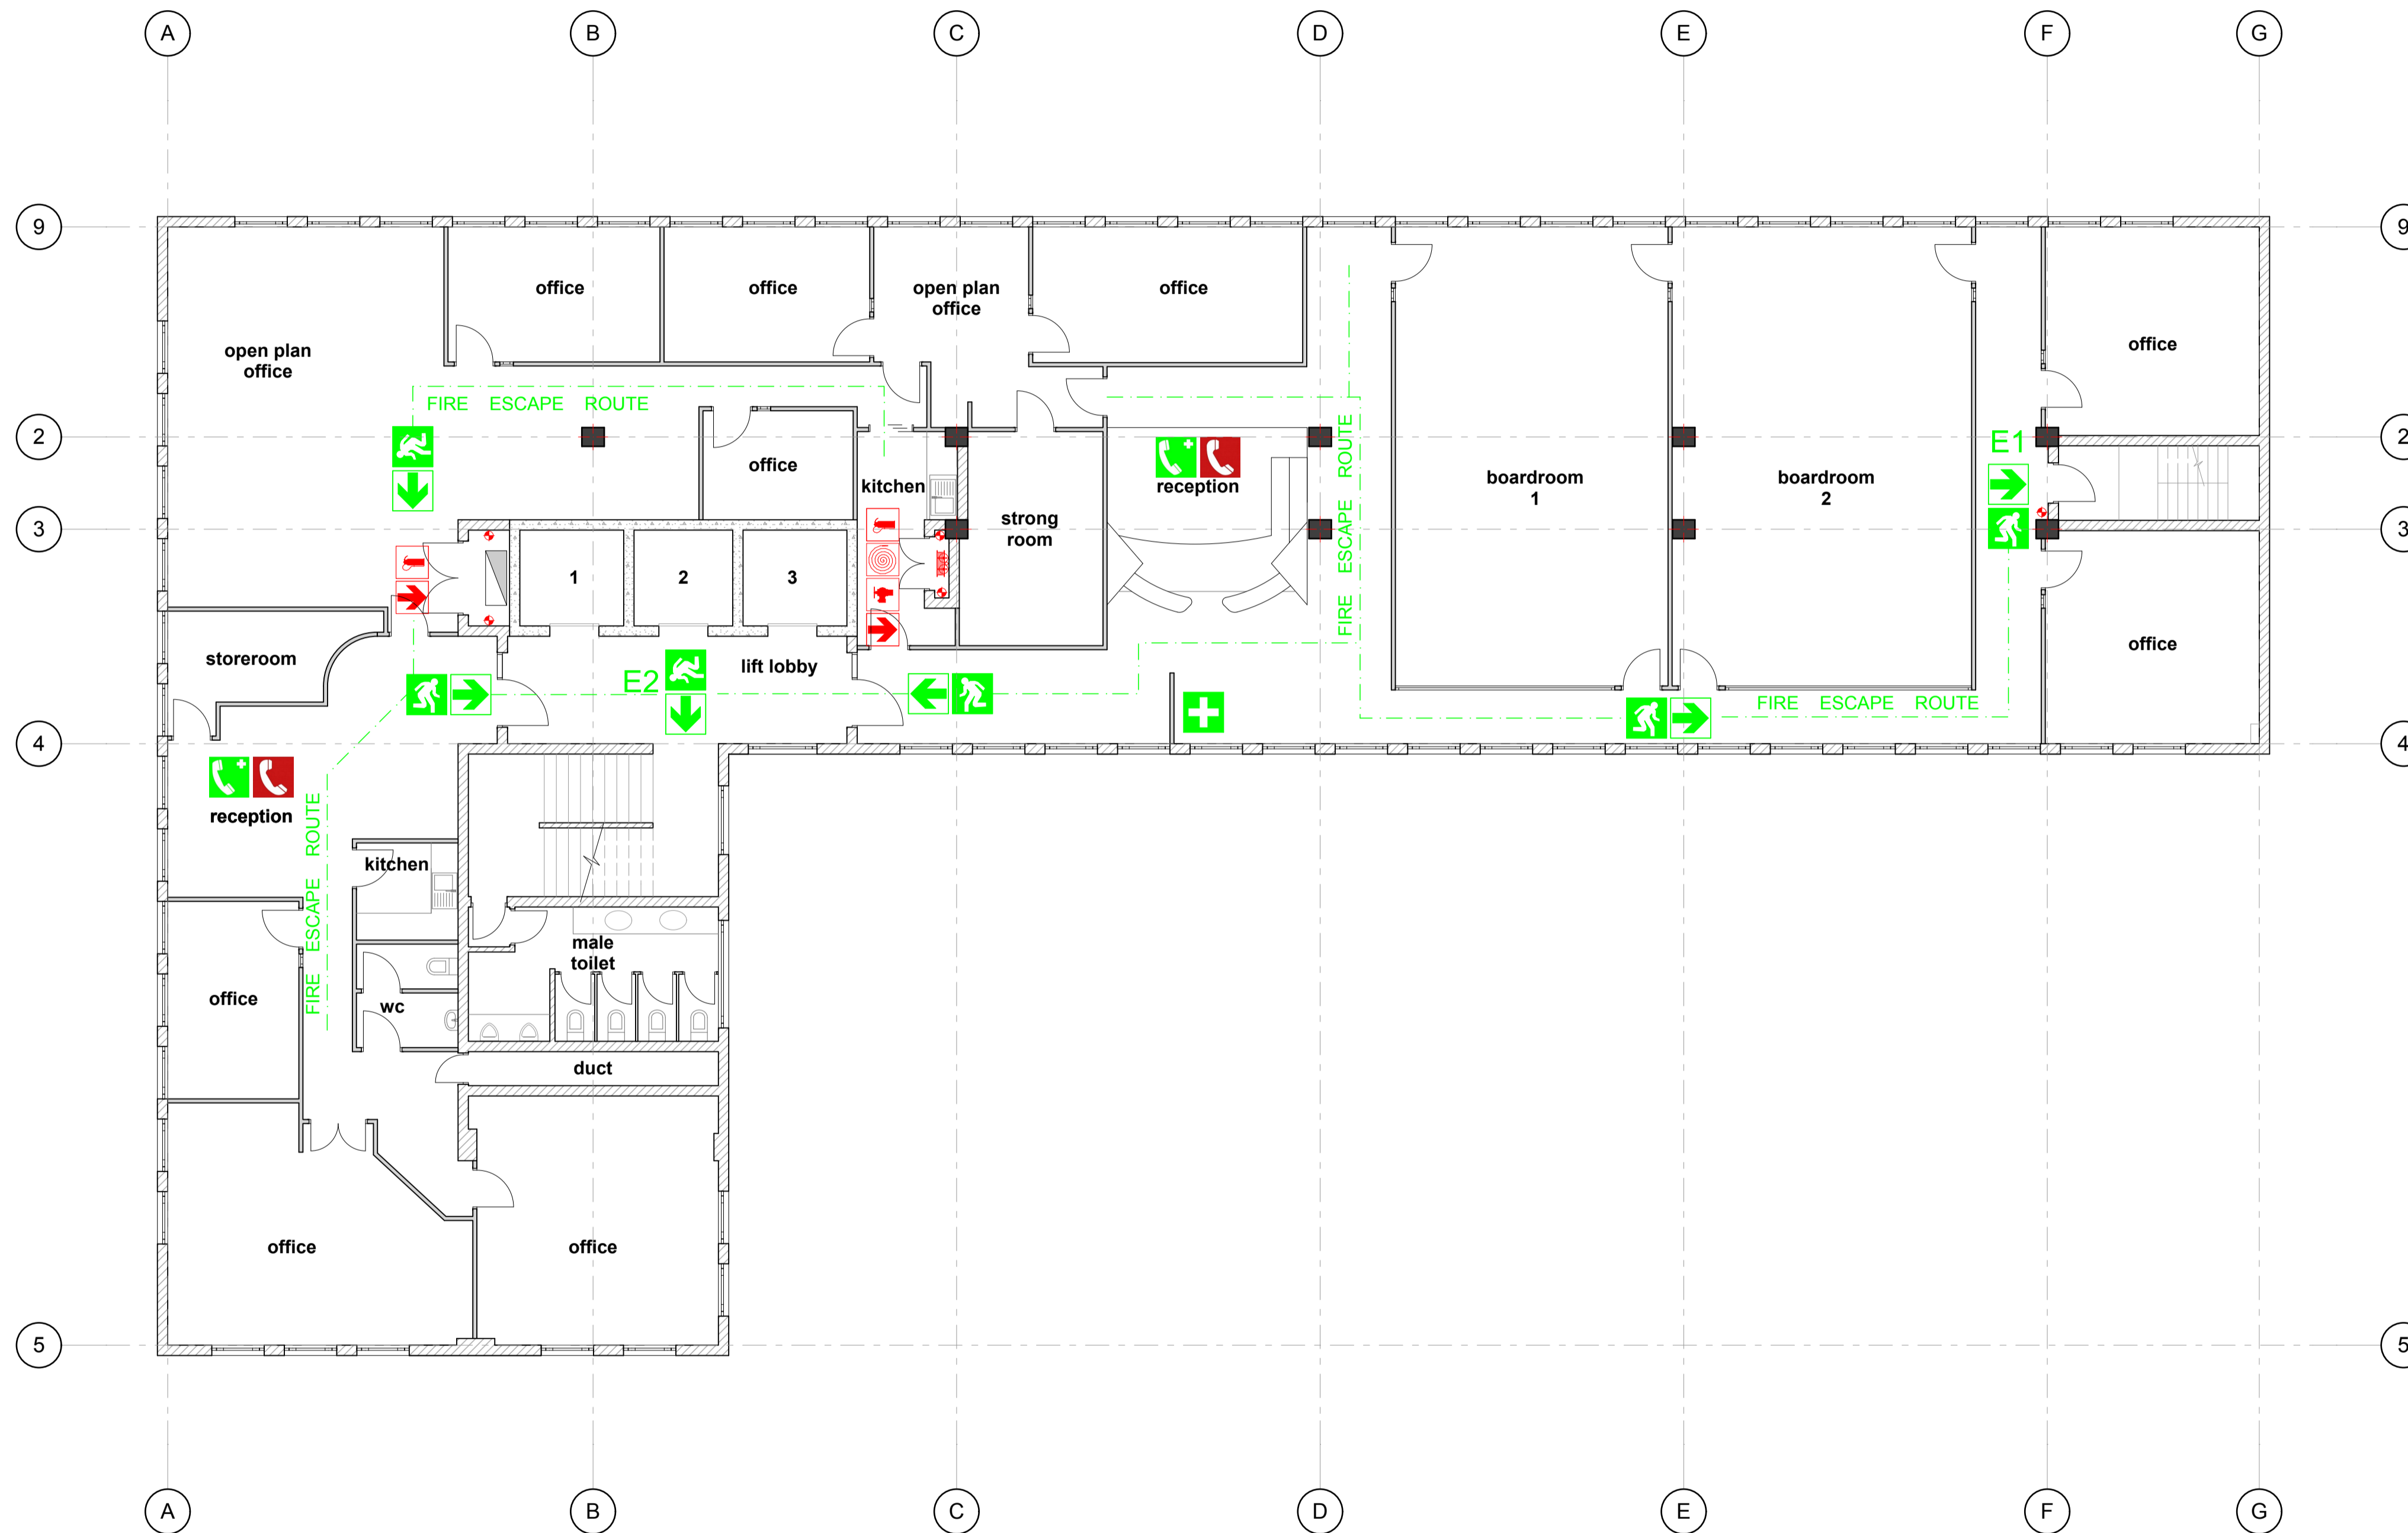 A B C D E F G
9 9
office office open plan
office office
open plan
office
office
FIRE ESCAPE ROUTE
2 2
E1
office
kitchen
reception
boardroom
1
boardroom
2
strong
room
FIRE ESCAPE ROUTE
3 3
1 2 3
storeroom
lift lobby
E2
office
FIRE ESCAPE ROUTE
4 4
reception
FIRE ESCAPE ROUTE
kitchen
male
toilet
office
wc
duct
office
office
5 5
A B C D E F G